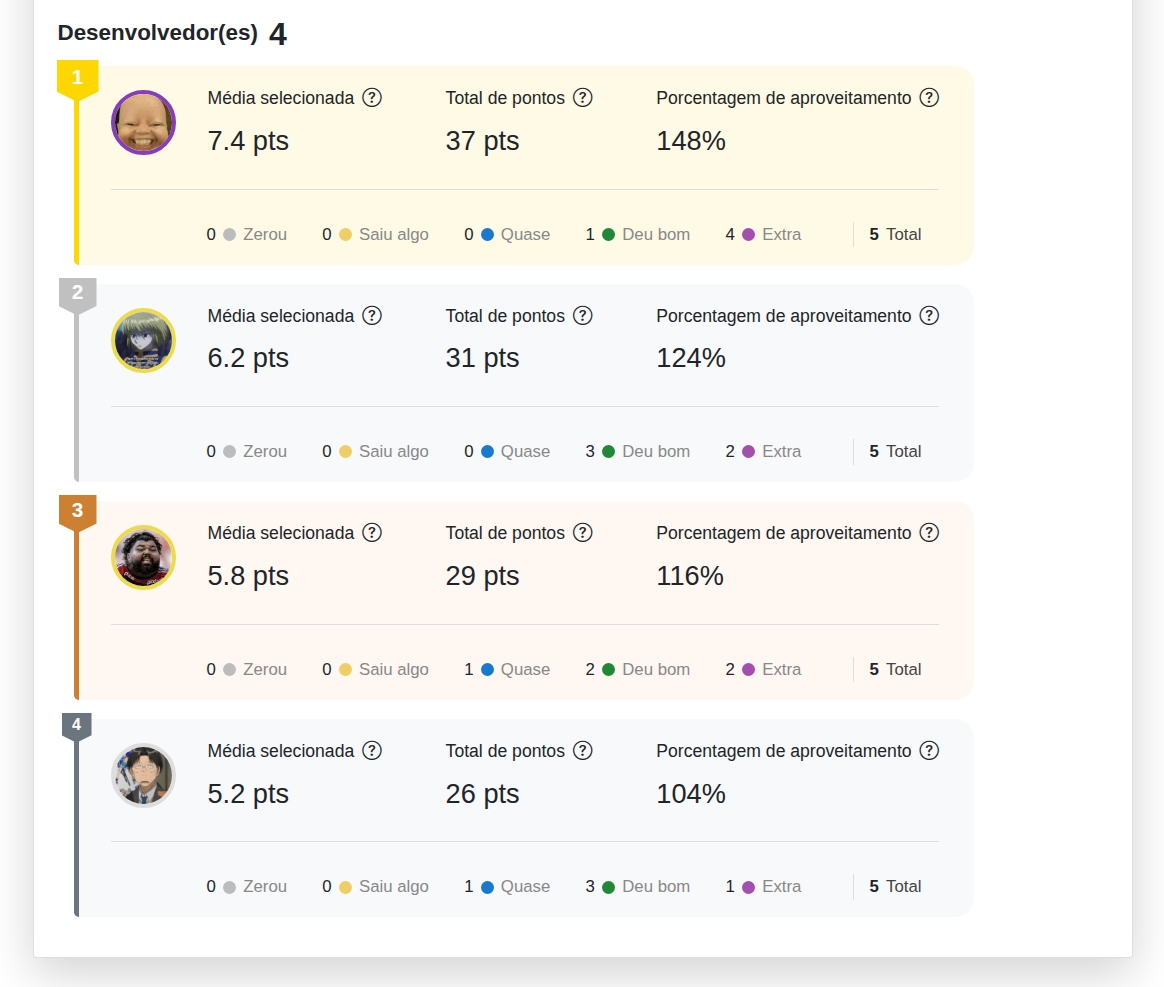 Desenvolvedor(es) 4
1
Média selecionada ? Total de pontos ? Porcentagem de aproveitamento ?
7.4 pts 37 pts 148%
0 Zerou 0 Saiu algo 0 Quase 1 Deu bom 4 Extra 5 Total
2
Média selecionada ? Total de pontos ? Porcentagem de aproveitamento ?
6.2 pts 31 pts 124%
0 Zerou 0 Saiu algo 0 Quase 3 Deu bom 2 Extra 5 Total
3
Média selecionada ? Total de pontos ? Porcentagem de aproveitamento ?
5.8 pts 29 pts 116%
0 Zerou 0 Saiu algo 1 Quase 2 Deu bom 2 Extra 5 Total
4
Média selecionada ? Total de pontos ? Porcentagem de aproveitamento ?
5.2 pts 26 pts 104%
0 Zerou 0 Saiu algo 1 Quase 3 Deu bom 1 Extra 5 Total